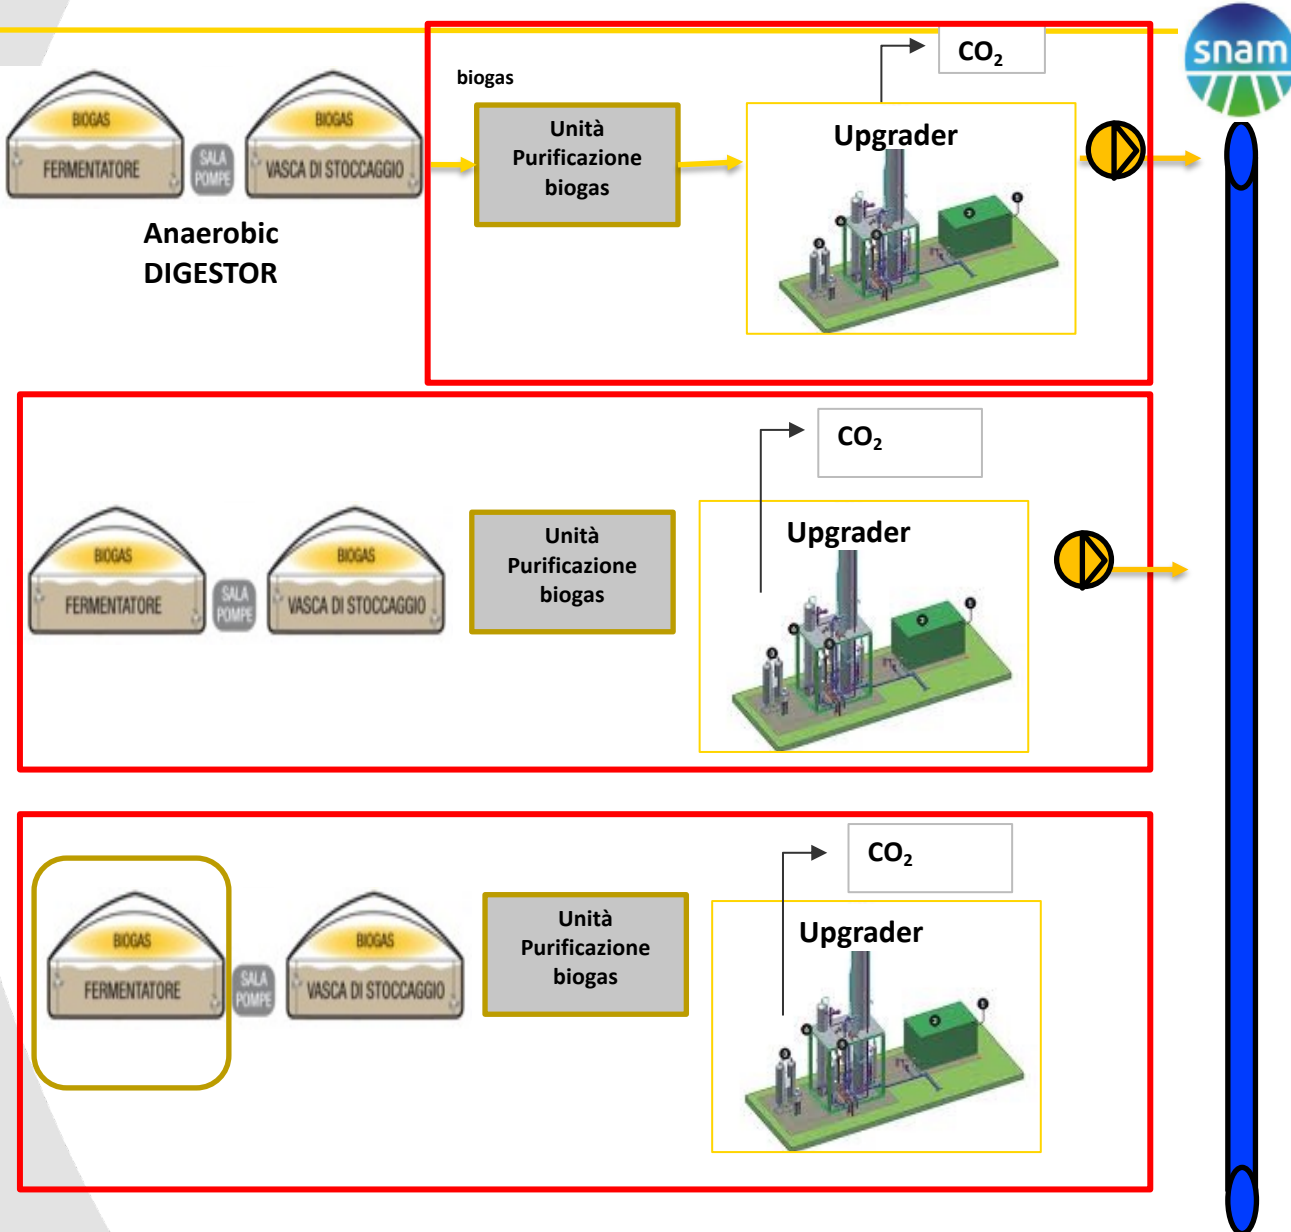 snam
CO₂
biogas
Unità
Purificazione
biogas
Upgrader
BIOGAS
FERMENTATORE
SALA
POMPE
BIOGAS
VASCA DI STOCCAGGIO
Anaerobic
DIGESTOR
CO₂
Unità
Purificazione
biogas
Upgrader
BIOGAS
FERMENTATORE
SALA
POMPE
BIOGAS
VASCA DI STOCCAGGIO
CO₂
Unità
Purificazione
biogas
Upgrader
BIOGAS
FERMENTATORE
SALA
POMPE
BIOGAS
VASCA DI STOCCAGGIO